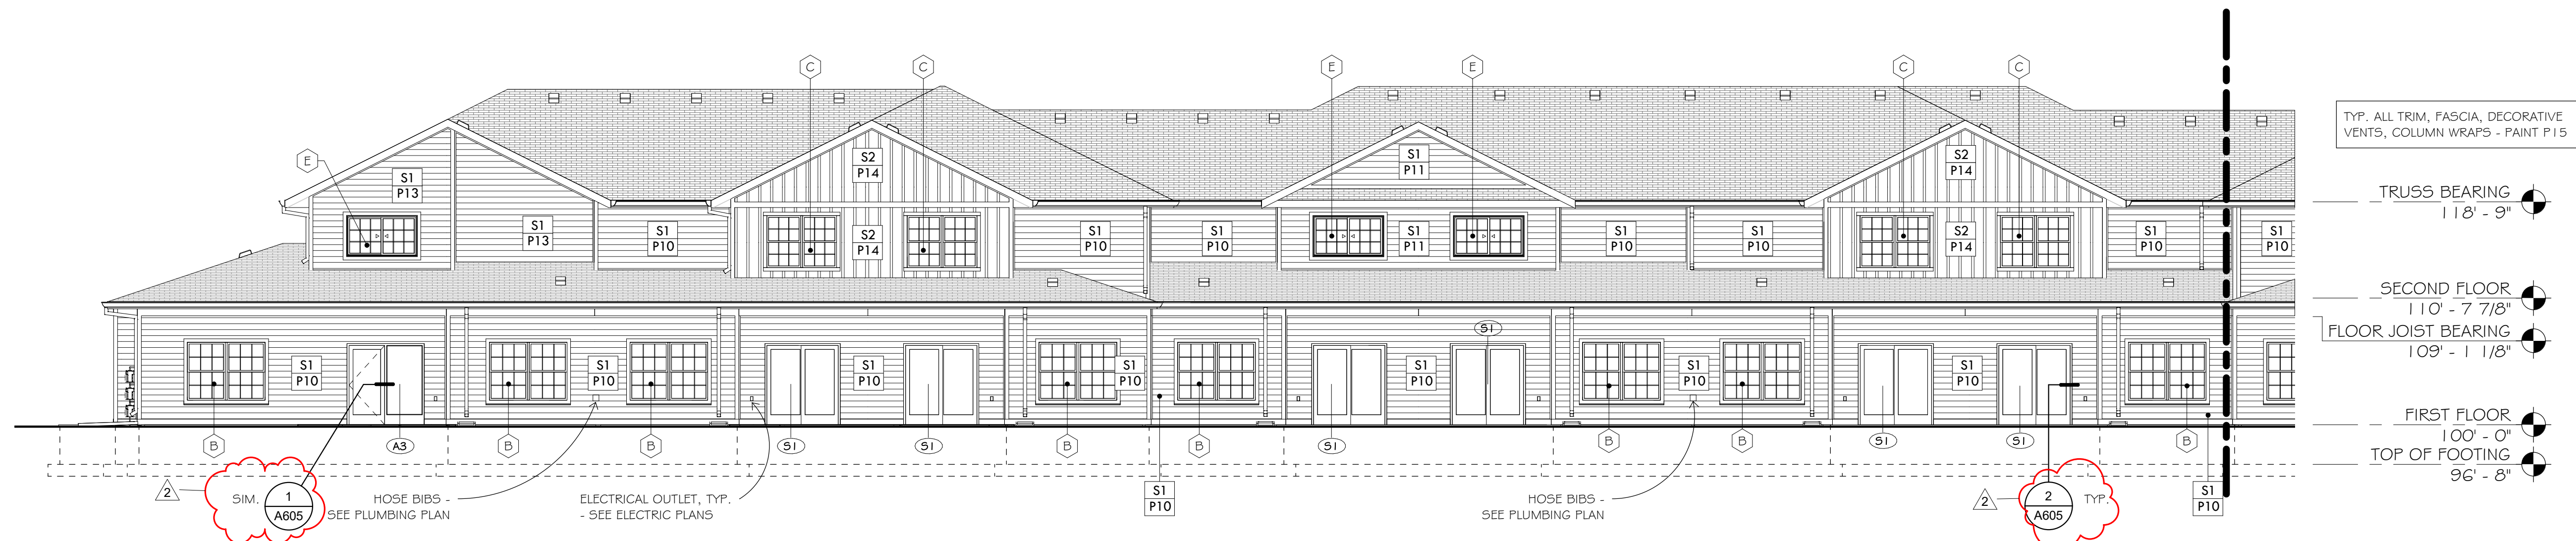 C
C
E
E
C
C
TYP. ALL TRIM, FASCIA, DECORATIVE
VENTS, COLUMN WRAPS - PAINT P15
E
S1
P13
S2
P14
S1
P11
S2
P14
TRUSS BEARING
118' - 9"
S1
P13
S1
P10
S2
P14
S1
P10
S1
P10
S1
P11
S1
P10
S1
P10
S2
P14
S1
P10
S1
P10
SECOND FLOOR
110' - 7 7/8"
FLOOR JOIST BEARING
109' - 1 1/8"
S1
S1
P10
S1
P10
S1
P10
S1
P10
S1
P10
S1
P10
S1
P10
FIRST FLOOR
100' - 0"
TOP OF FOOTING
96' - 8"
B
A3
B
B
S1
S1
B
B
S1
B
B
S1
S1
B
2
SIM.
1
A605
HOSE BIBS -
SEE PLUMBING PLAN
ELECTRICAL OUTLET, TYP.
- SEE ELECTRIC PLANS
S1
P10
HOSE BIBS -
SEE PLUMBING PLAN
2
2
A605
TYP.
S1
P10